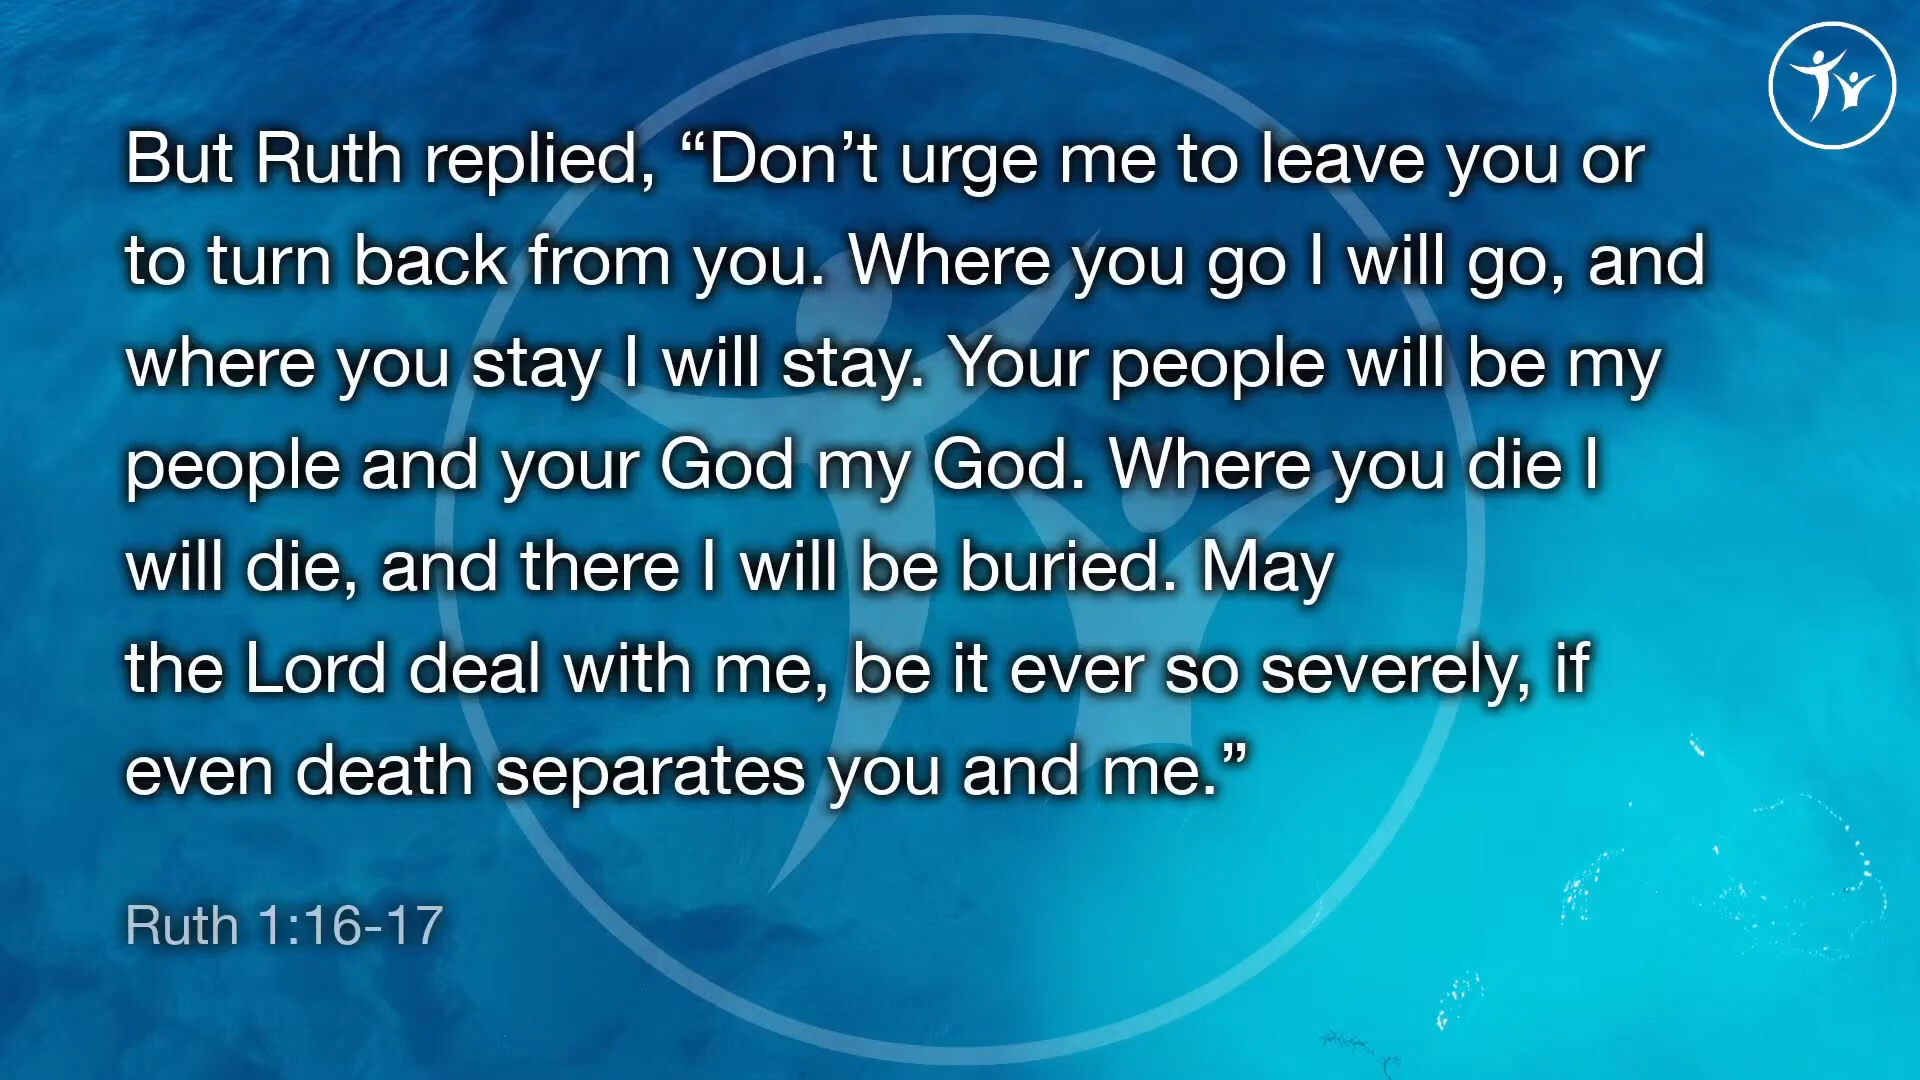 But Ruth replied, “Don’t urge me to leave you or
to turn back from you. Where you go I will go, and
where you stay I will stay. Your people will be my
people and your God my God. Where you die I
will die, and there I will be buried. May
the Lord deal with me, be it ever so severely, if
even death separates you and me.”
Ruth 1:16-17